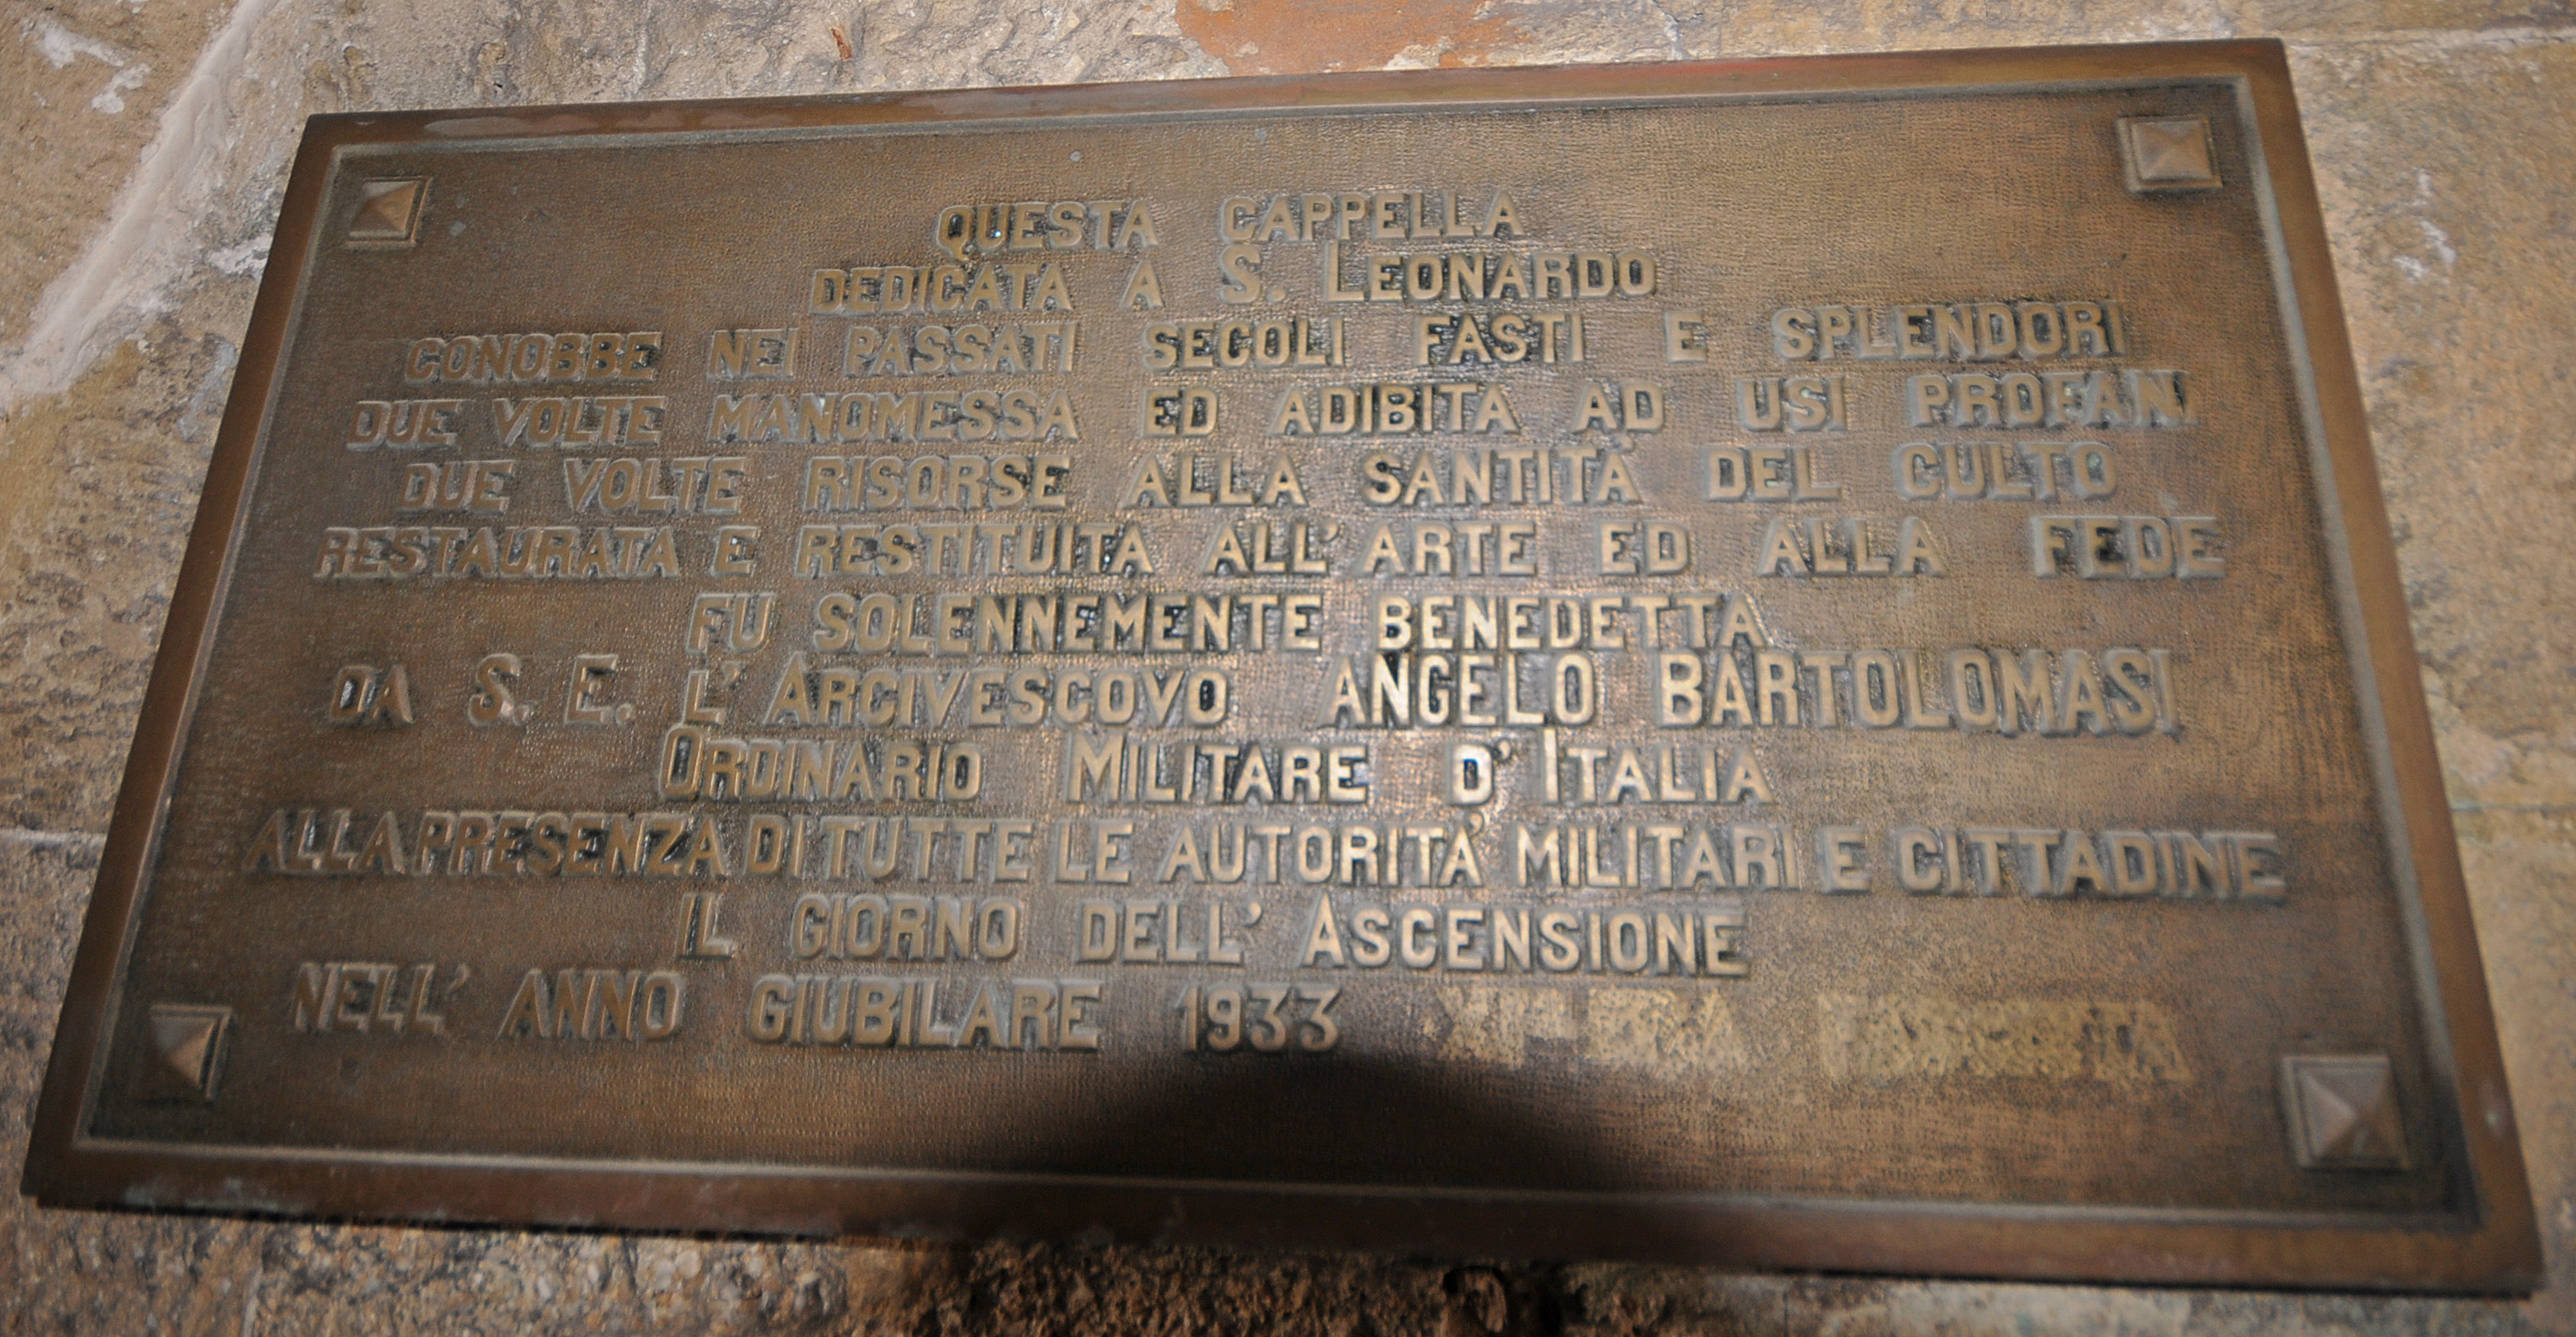 QUESTA CAPPELLA
DEDICATA A S. LEONARDO
CONOBBE NEI PASSATI SECOLI FASTI E SPLENDORI
DUE VOLTE MANOMESSA ED ADIBITA AD USI PROFANI
DUE VOLTE RISORSE ALLA SANTITA' DEL CULTO
RESTAURATA E RESTITUITA ALL'ARTE ED ALLA FEDE
FU SOLENNEMENTE BENEDETTA
DA S. E. L'ARCIVESCOVO ANGELO BARTOLOMASI
ORDINARIO MILITARE D'ITALIA
ALLA PRESENZA DI TUTTE LE AUTORITA' MILITARI E CITTADINE
IL GIORNO DELL'ASCENSIONE
NELL'ANNO GIUBILARE 1933